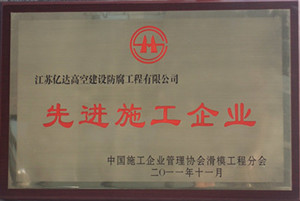 江苏亿达高空建设防腐工程有限公司
先进施工企业
中国施工企业管理协会滑模工程分会
二〇一一年十一月